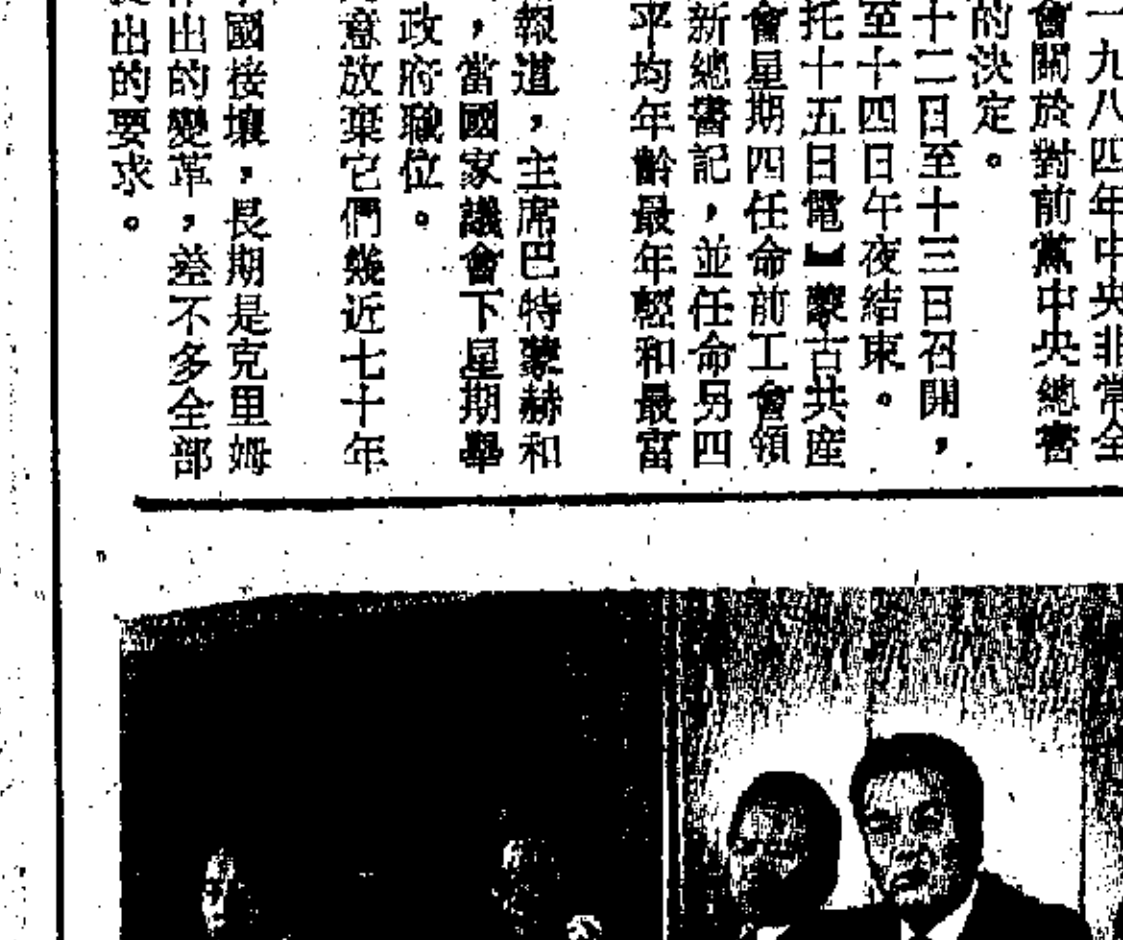 一九八四年中央非常全
會關於對前黨中央總書
的決定。
十二日至十三日召開，
至十四日午夜結束。
托十五日電】蒙古共産
會星期四任命前工會領
新總書記，並任命另四
平均年齡最年輕和最富
報道，主席巴特蒙赫和
，當國家議會下星期舉
政府職位。
意放棄它們幾近七十年
國接壤，長期是克里姆
出的變革，差不多全部
出的要求。